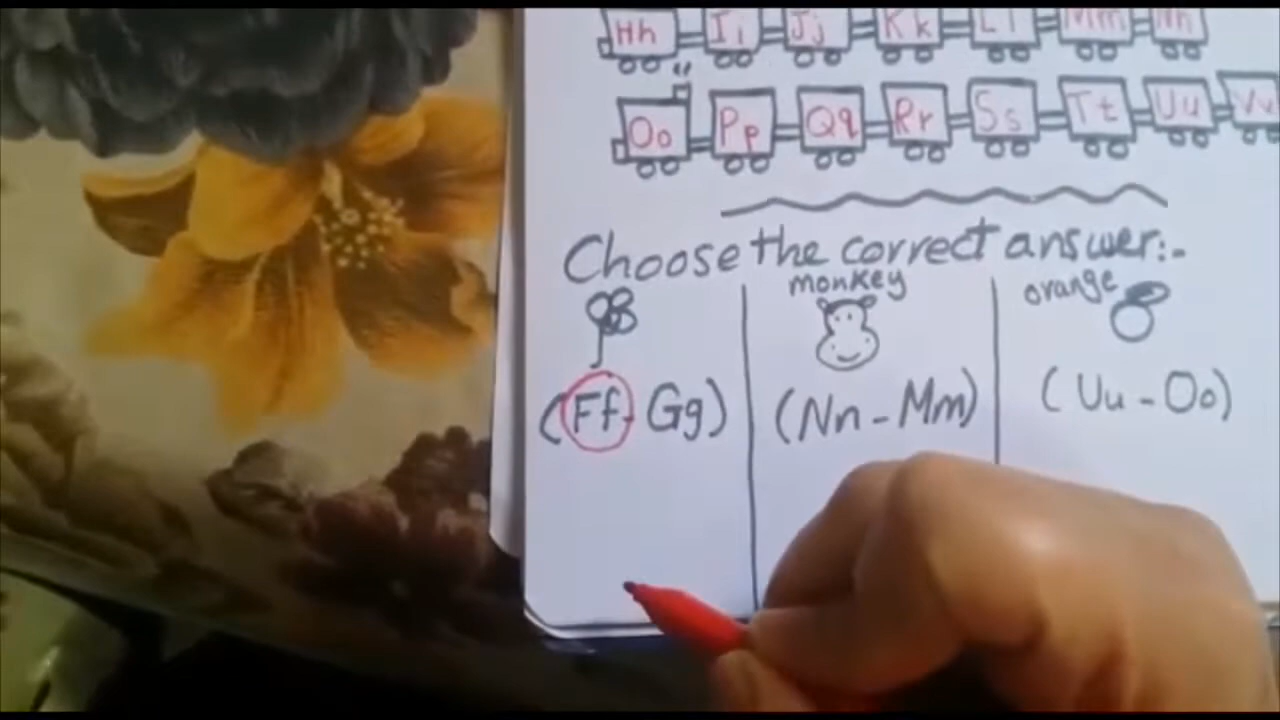 Hh Ii Jj Kk Ll Mm Nn
Oo Pp Qq Rr Ss Tt Uu Vv
Choose the correct answer:-
monkey orange
(Ff - Gg) (Nn - Mm) (Uu - Oo)